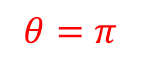 θ = π